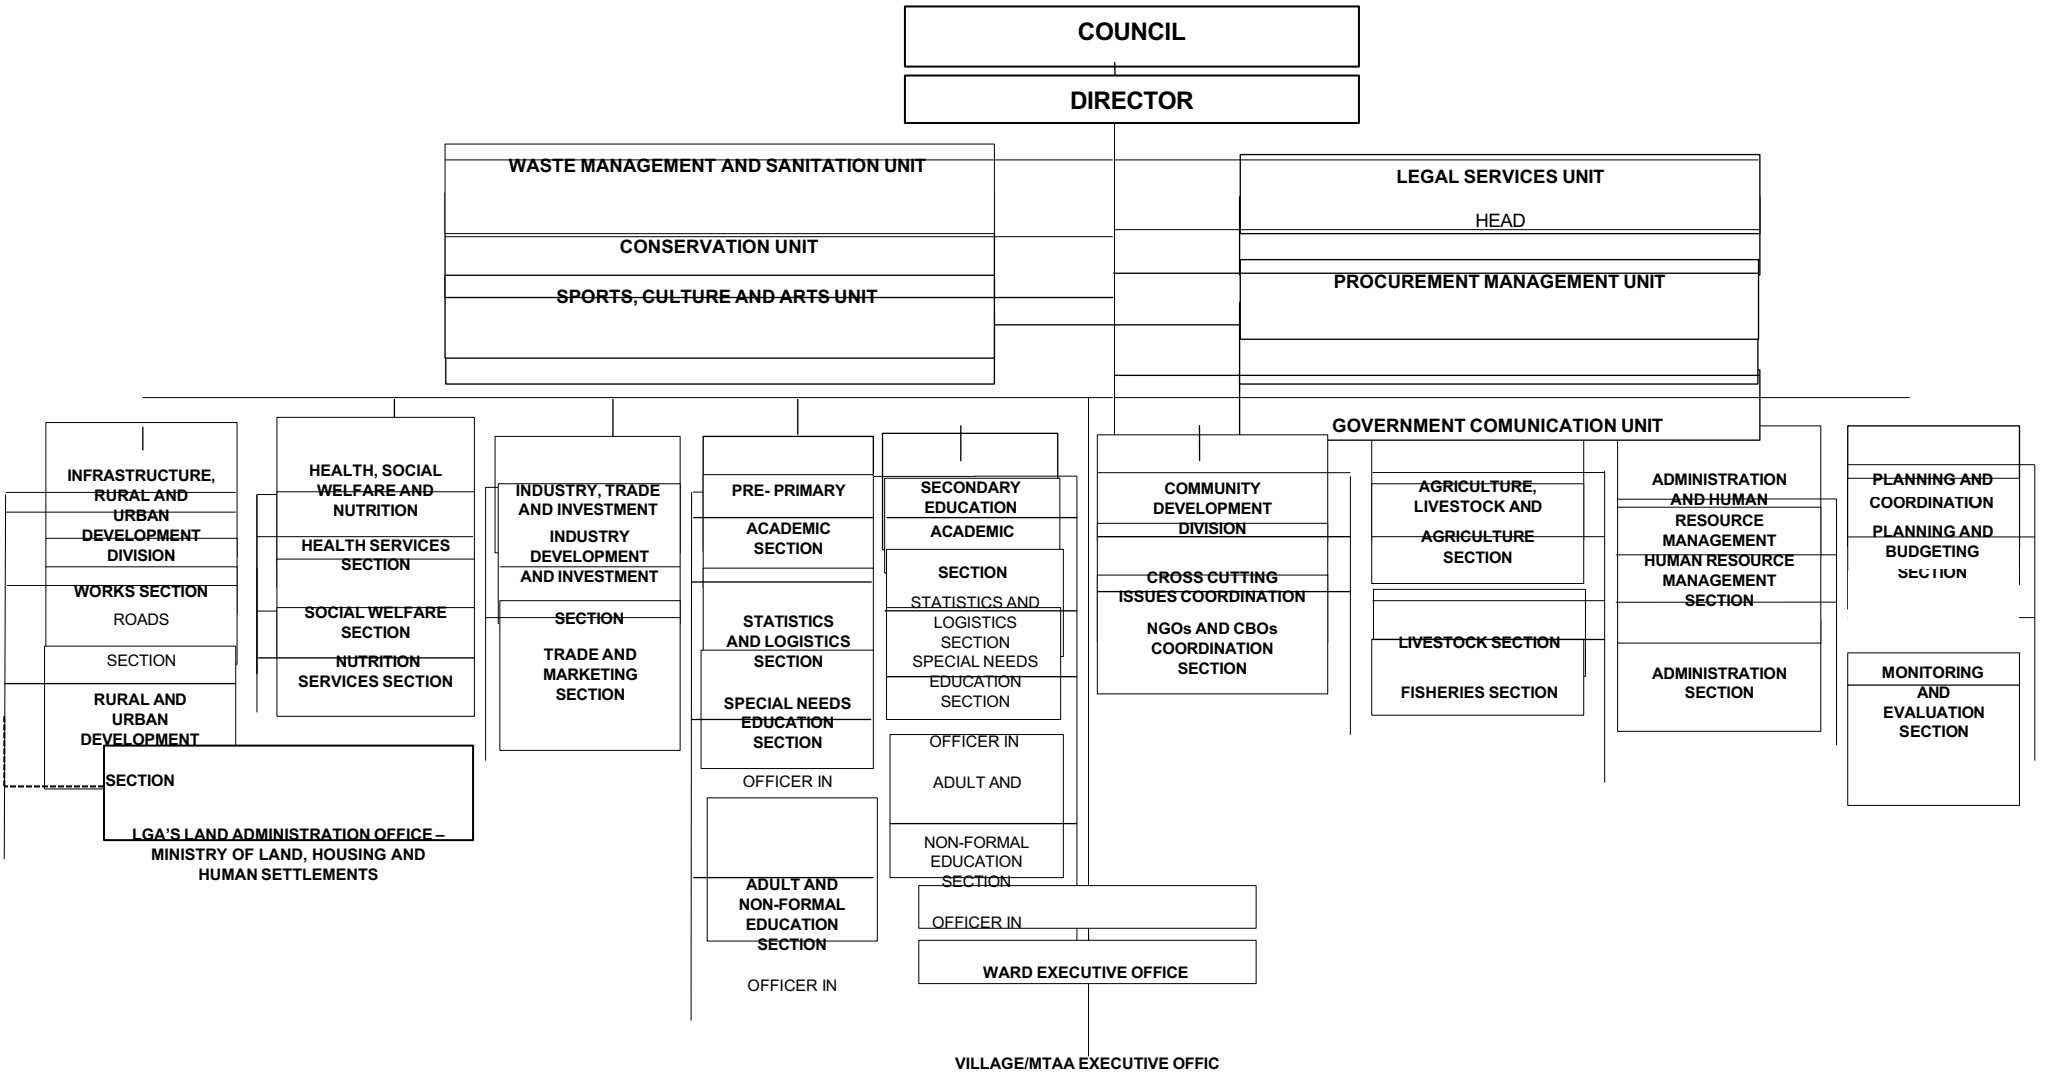 COUNCIL
DIRECTOR
WASTE MANAGEMENT AND SANITATION UNIT
CONSERVATION UNIT
SPORTS, CULTURE AND ARTS UNIT
LEGAL SERVICES UNIT
HEAD
PROCUREMENT MANAGEMENT UNIT
GOVERNMENT COMUNICATION UNIT
INFRASTRUCTURE,
RURAL AND
URBAN
DEVELOPMENT
DIVISION
WORKS SECTION
ROADS
SECTION
RURAL AND
URBAN
DEVELOPMENT
SECTION
LGA'S LAND ADMINISTRATION OFFICE –
MINISTRY OF LAND, HOUSING AND
HUMAN SETTLEMENTS
HEALTH, SOCIAL
WELFARE AND
NUTRITION
HEALTH SERVICES
SECTION
SOCIAL WELFARE
SECTION
NUTRITION
SERVICES SECTION
INDUSTRY, TRADE
AND INVESTMENT
INDUSTRY
DEVELOPMENT
AND INVESTMENT
SECTION
TRADE AND
MARKETING
SECTION
PRE- PRIMARY
ACADEMIC
SECTION
STATISTICS
AND LOGISTICS
SECTION
SPECIAL NEEDS
EDUCATION
SECTION
OFFICER IN
ADULT AND
NON-FORMAL
EDUCATION
SECTION
OFFICER IN
SECONDARY
EDUCATION
ACADEMIC
SECTION
STATISTICS AND
LOGISTICS
SECTION
SPECIAL NEEDS
EDUCATION
SECTION
OFFICER IN
ADULT AND
NON-FORMAL
EDUCATION
SECTION
OFFICER IN
COMMUNITY
DEVELOPMENT
DIVISION
CROSS CUTTING
ISSUES COORDINATION
NGOs AND CBOs
COORDINATION
SECTION
AGRICULTURE,
LIVESTOCK AND
AGRICULTURE
SECTION
LIVESTOCK SECTION
FISHERIES SECTION
ADMINISTRATION
AND HUMAN
RESOURCE
MANAGEMENT
HUMAN RESOURCE
MANAGEMENT
SECTION
ADMINISTRATION
SECTION
PLANNING AND
COORDINATION
PLANNING AND
BUDGETING
SECTION
MONITORING
AND
EVALUATION
SECTION
WARD EXECUTIVE OFFICE
VILLAGE/MTAA EXECUTIVE OFFIC